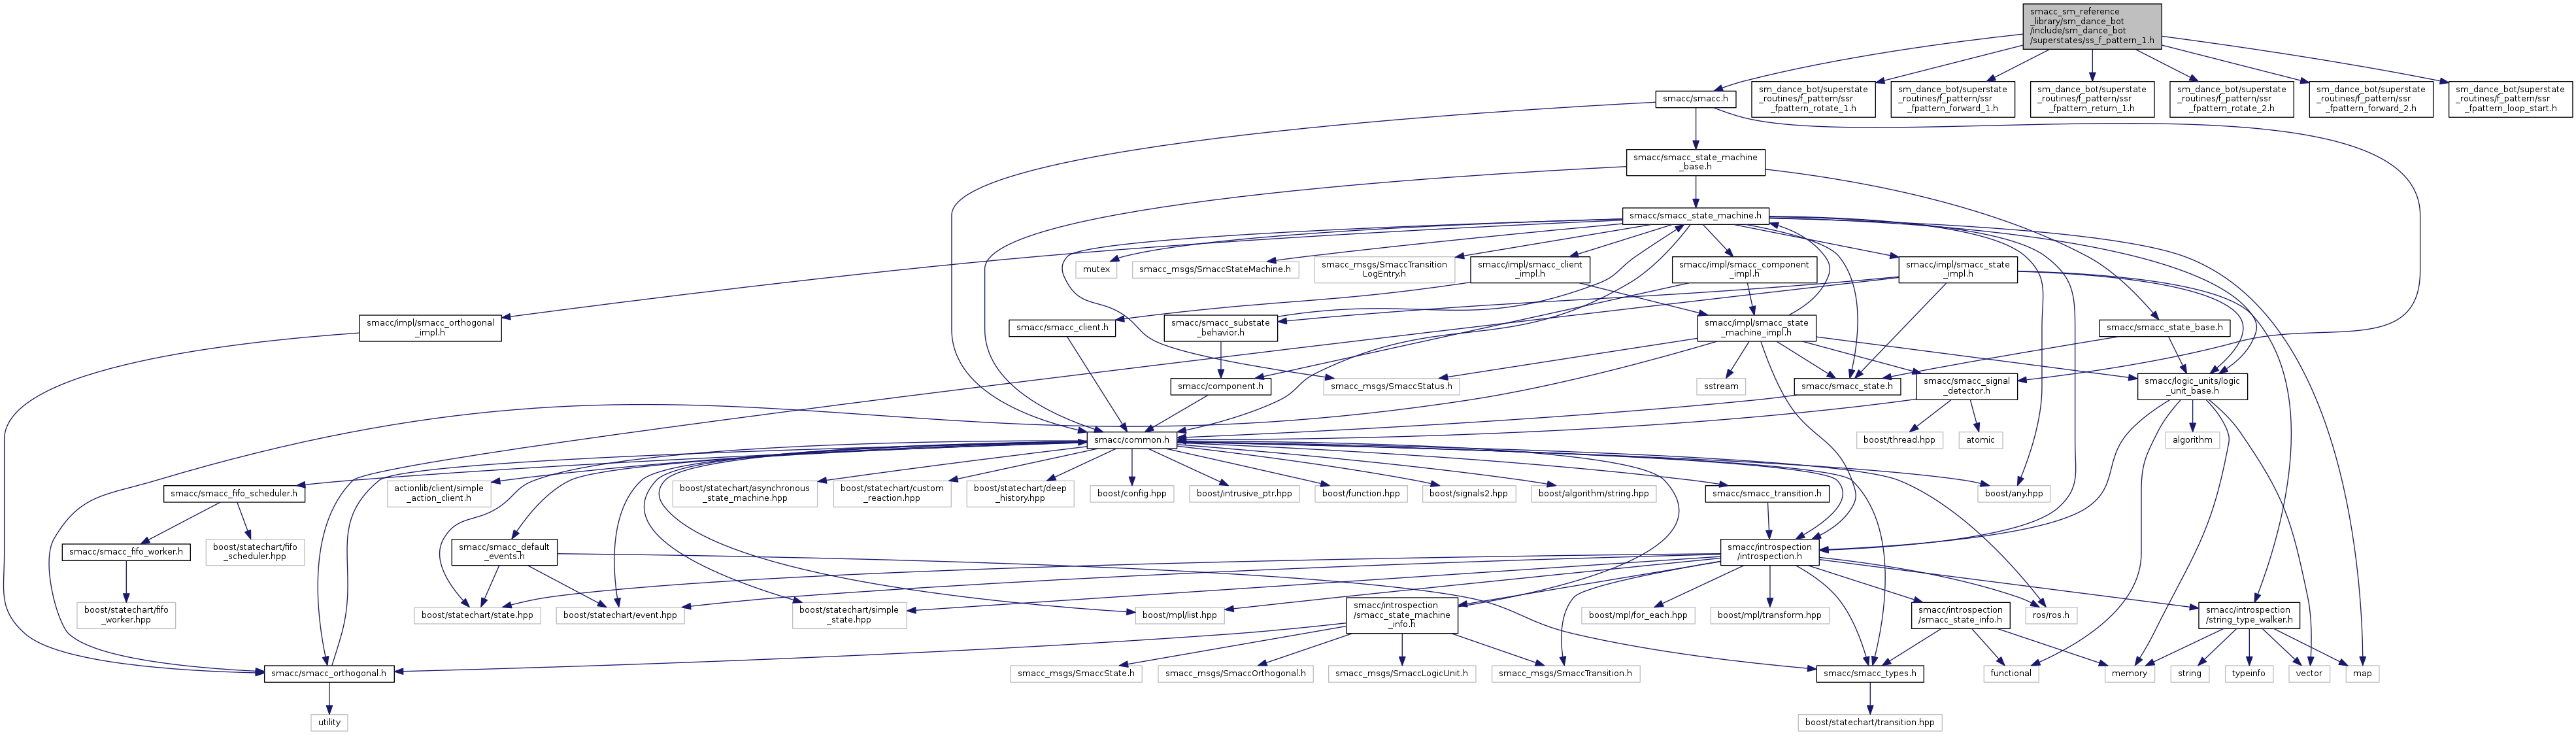 smacc_sm_reference
_library/sm_dance_bot
/include/sm_dance_bot
/superstates/ss_f_pattern_1.h
smacc/smacc.h
sm_dance_bot/superstate
_routines/f_pattern/ssr
_fpattern_rotate_1.h
sm_dance_bot/superstate
_routines/f_pattern/ssr
_fpattern_forward_1.h
sm_dance_bot/superstate
_routines/f_pattern/ssr
_fpattern_return_1.h
sm_dance_bot/superstate
_routines/f_pattern/ssr
_fpattern_rotate_2.h
sm_dance_bot/superstate
_routines/f_pattern/ssr
_fpattern_forward_2.h
sm_dance_bot/superstate
_routines/f_pattern/ssr
_fpattern_loop_start.h
smacc/smacc_state_machine
_base.h
smacc/smacc_state_machine.h
mutex
smacc_msgs/SmaccStateMachine.h
smacc_msgs/SmaccTransition
LogEntry.h
smacc/impl/smacc_client
_impl.h
smacc/impl/smacc_component
_impl.h
smacc/impl/smacc_state
_impl.h
smacc/impl/smacc_orthogonal
_impl.h
smacc/smacc_client.h
smacc/smacc_substate
_behavior.h
smacc/impl/smacc_state
_machine_impl.h
smacc/smacc_state_base.h
smacc/component.h
smacc_msgs/SmaccStatus.h
sstream
smacc/smacc_state.h
smacc/smacc_signal
_detector.h
smacc/logic_units/logic
_unit_base.h
smacc/common.h
boost/thread.hpp
atomic
algorithm
smacc/smacc_fifo_scheduler.h
actionlib/client/simple
_action_client.h
boost/statechart/asynchronous
_state_machine.hpp
boost/statechart/custom
_reaction.hpp
boost/statechart/deep
_history.hpp
boost/config.hpp
boost/intrusive_ptr.hpp
boost/function.hpp
boost/signals2.hpp
boost/algorithm/string.hpp
smacc/smacc_transition.h
boost/any.hpp
smacc/smacc_fifo_worker.h
boost/statechart/fifo
_scheduler.hpp
smacc/smacc_default
_events.h
smacc/introspection
/introspection.h
boost/statechart/fifo
_worker.hpp
boost/statechart/state.hpp
boost/statechart/event.hpp
boost/statechart/simple
_state.hpp
boost/mpl/list.hpp
smacc/introspection
/smacc_state_machine
_info.h
boost/mpl/for_each.hpp
boost/mpl/transform.hpp
smacc/introspection
/smacc_state_info.h
ros/ros.h
smacc/introspection
/string_type_walker.h
smacc/smacc_orthogonal.h
smacc_msgs/SmaccState.h
smacc_msgs/SmaccOrthogonal.h
smacc_msgs/SmaccLogicUnit.h
smacc_msgs/SmaccTransition.h
smacc/smacc_types.h
functional
memory
string
typeinfo
vector
map
utility
boost/statechart/transition.hpp